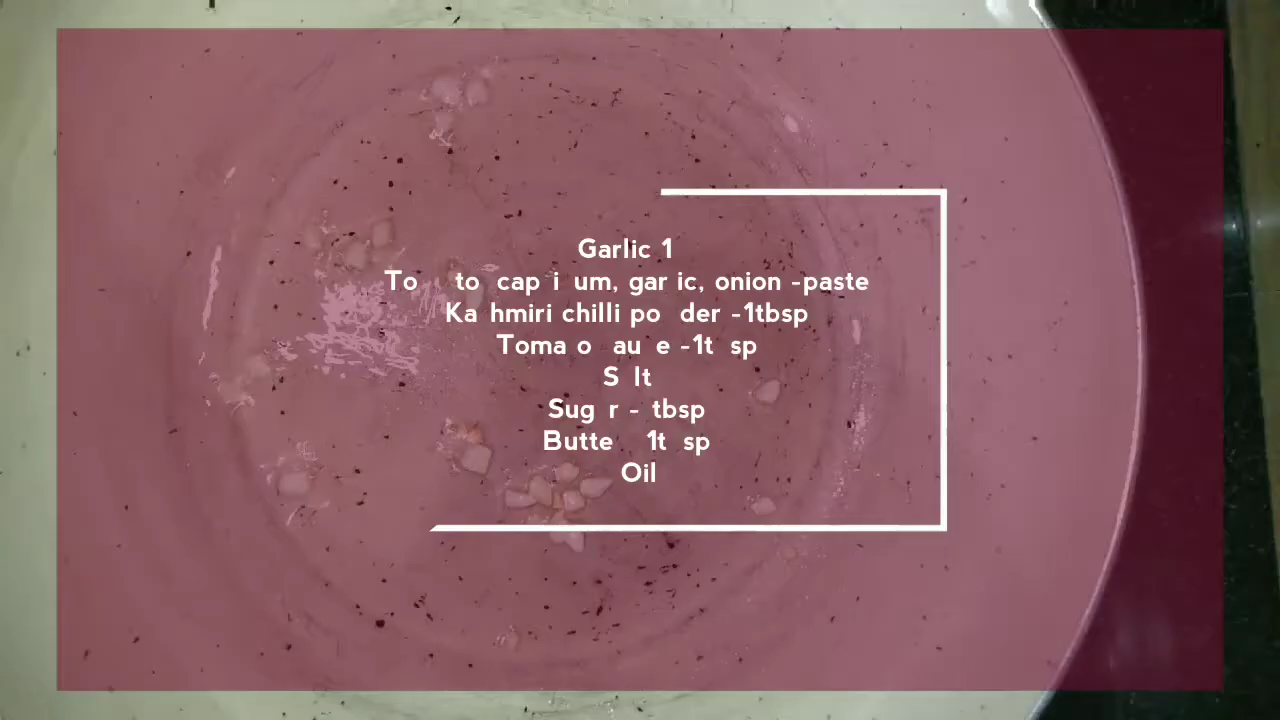 Garlic 1
To to cap i um, gar ic, onion -paste
Ka hmiri chilli po der -1tbsp
Toma o au e -1t sp
S lt
Sug r - tbsp
Butte 1t sp
Oil